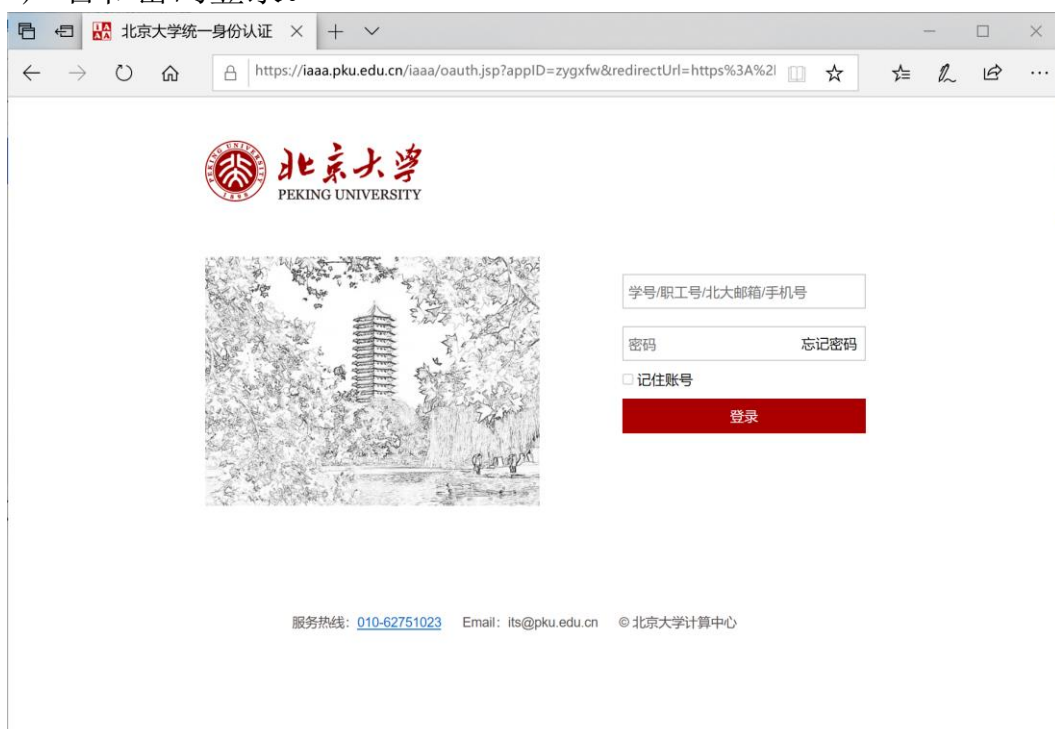 北京大学统一身份认证
https://iaaa.pku.edu.cn/iaaa/oauth.jsp?appID=zygxfw&redirectUrl=https%3A%2
北京大学
PEKING UNIVERSITY
PEKING UNIVERSITY
1898
学号/职工号/北大邮箱/手机号
密码 忘记密码
记住账号
登录
服务热线：010-62751023 Email：its@pku.edu.cn ©北京大学计算中心